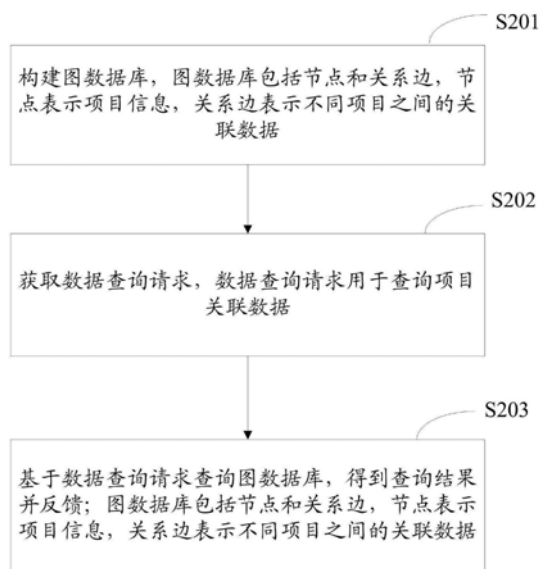 S201
构建图数据库，图数据库包括节点和关系边，节
点表示项目信息，关系边表示不同项目之间的关
联数据
S202
获取数据查询请求，数据查询请求用于查询项目
关联数据
S203
基于数据查询请求查询图数据库，得到查询结果
并反馈；图数据库包括节点和关系边，节点表示
项目信息，关系边表示不同项目之间的关联数据